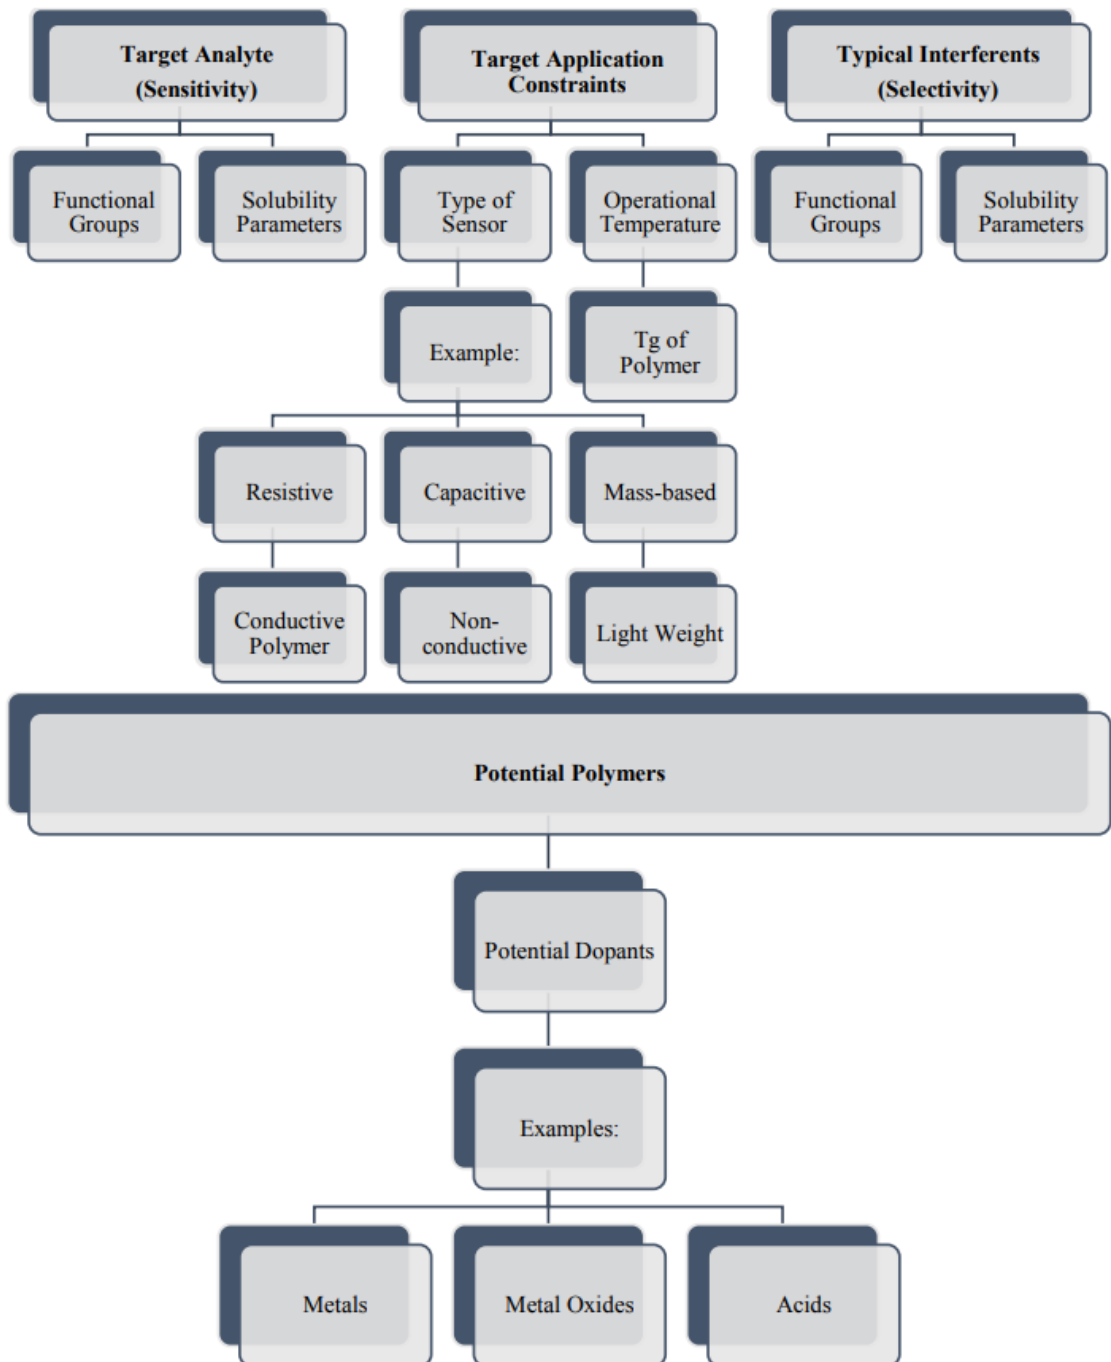 Target Analyte
(Sensitivity)
Target Application
Constraints
Typical Interferents
(Selectivity)
Functional
Groups
Solubility
Parameters
Type of
Sensor
Operational
Temperature
Functional
Groups
Solubility
Parameters
Example:
Tg of
Polymer
Resistive
Capacitive
Mass-based
Conductive
Polymer
Non-
conductive
Light Weight
Potential Polymers
Potential Dopants
Examples:
Metals
Metal Oxides
Acids